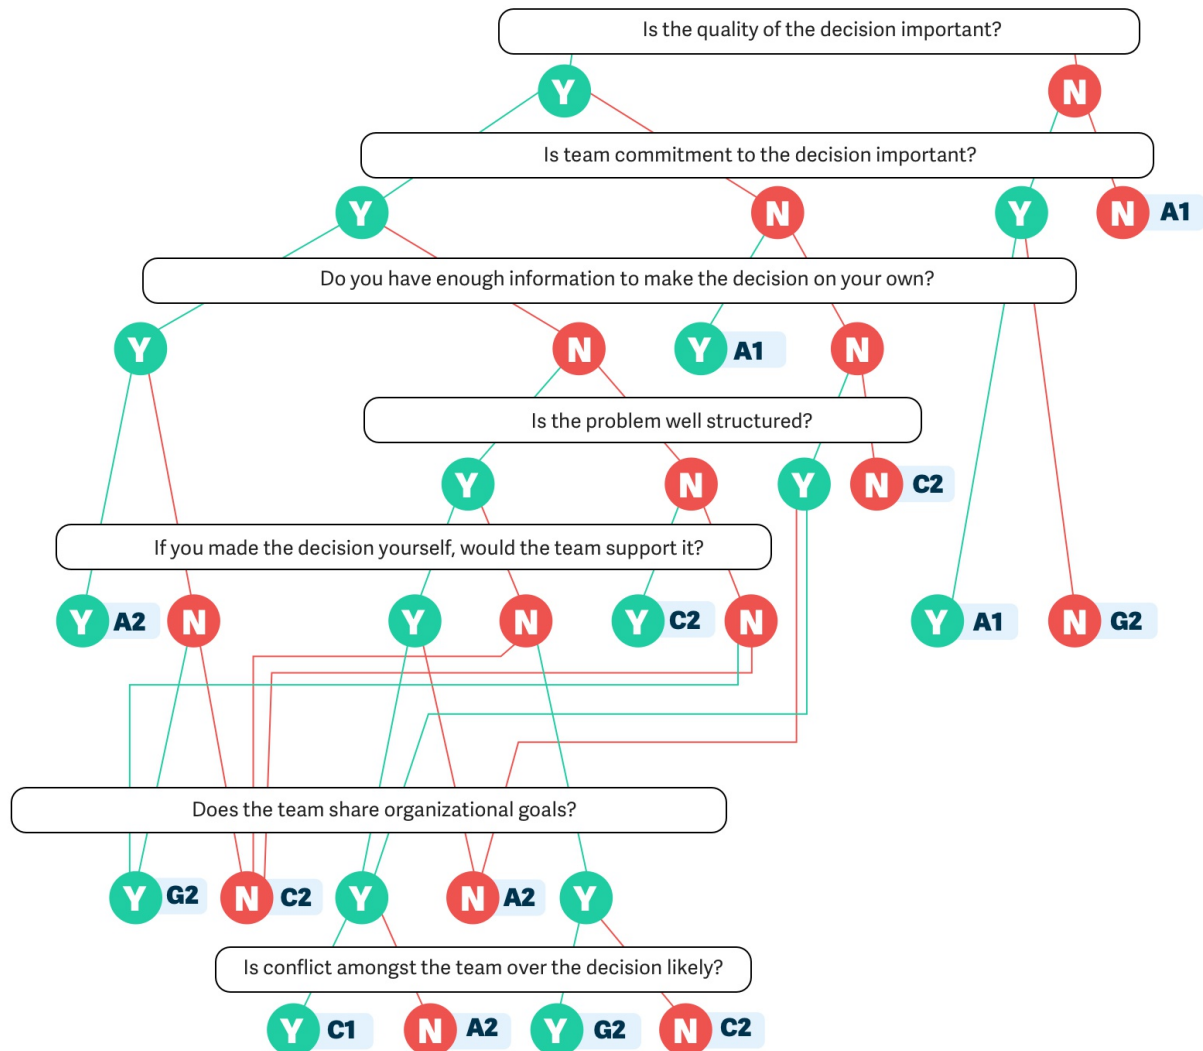 Is the quality of the decision important?
Y N
Is team commitment to the decision important?
Y N Y N A1
Do you have enough information to make the decision on your own?
Y N Y A1 N
Is the problem well structured?
Y N Y N C2
If you made the decision yourself, would the team support it?
Y A2 N Y N Y C2 N Y A1 N G2
Does the team share organizational goals?
Y G2 N C2 Y N A2 Y
Is conflict amongst the team over the decision likely?
Y C1 N A2 Y G2 N C2